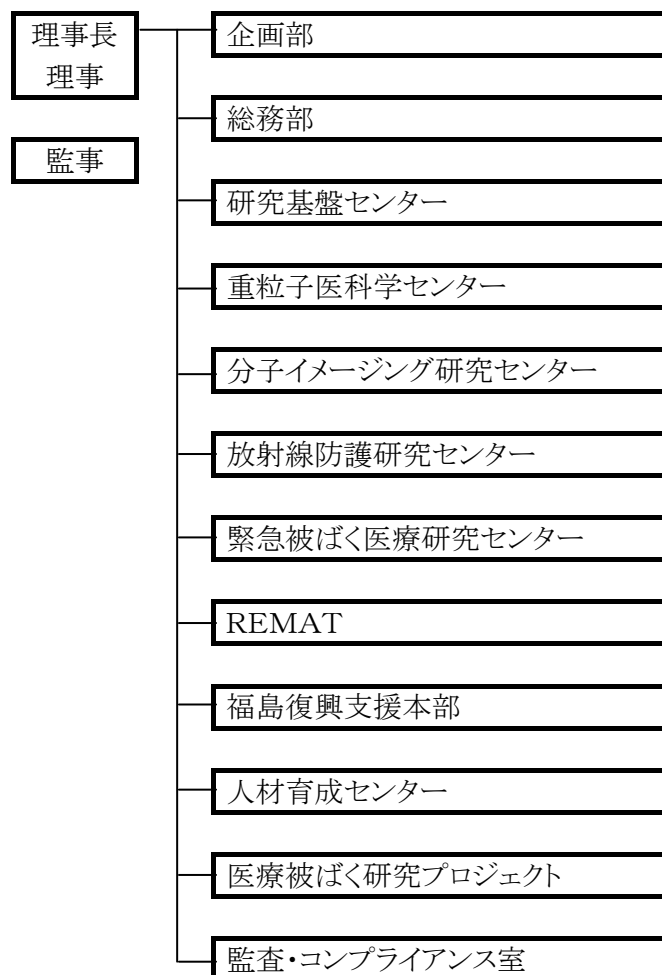 理事長
理事
監事
企画部
総務部
研究基盤センター
重粒子医科学センター
分子イメージング研究センター
放射線防護研究センター
緊急被ばく医療研究センター
REMAT
福島復興支援本部
人材育成センター
医療被ばく研究プロジェクト
監査・コンプライアンス室